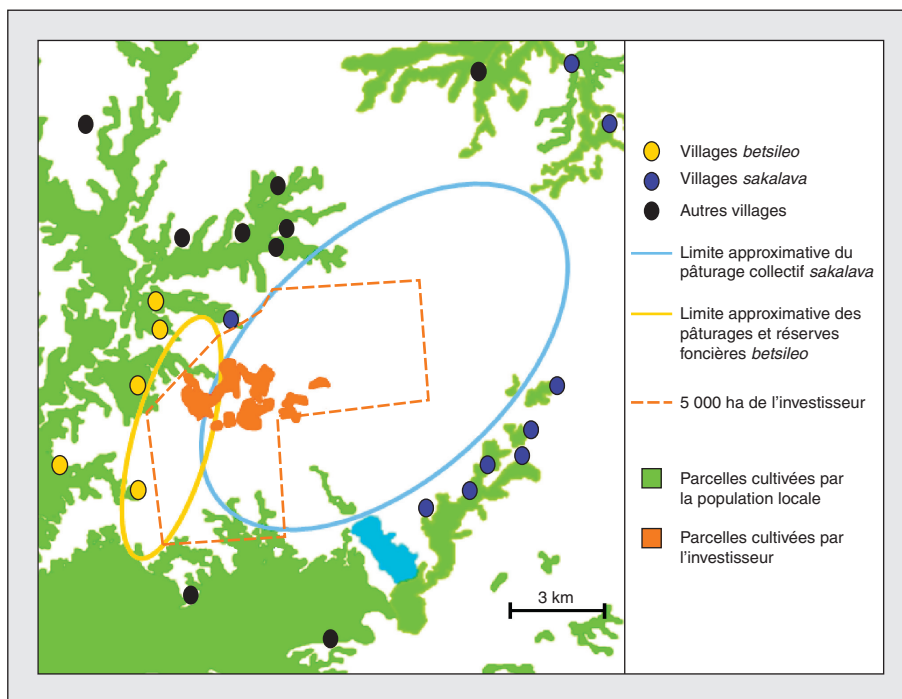 Villages betsileo
Villages sakalava
Autres villages
Limite approximative du
pâturage collectif sakalava
Limite approximative des
pâturages et réserves
foncières betsileo
5 000 ha de l'investisseur
Parcelles cultivées par
la population locale
Parcelles cultivées par
l'investisseur
3 km